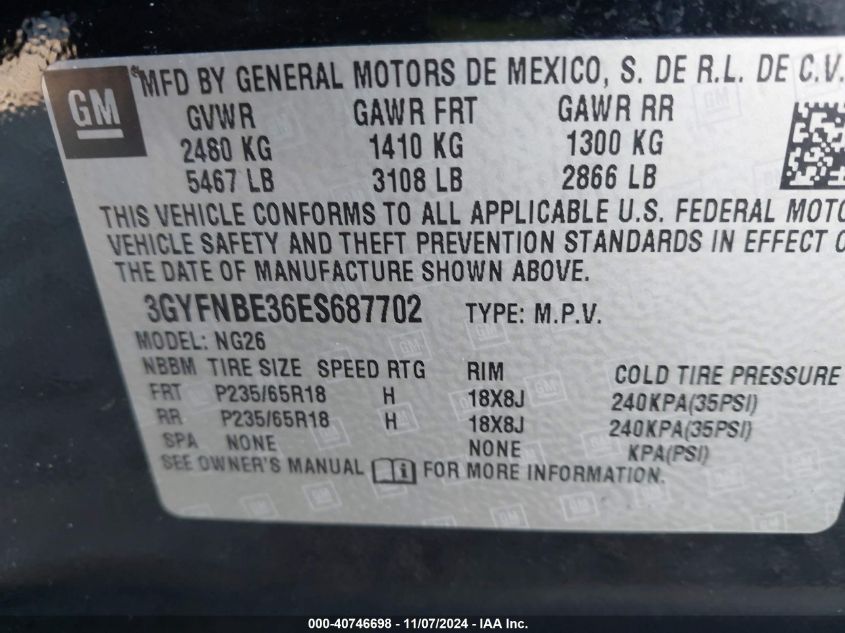 GM
*MFD BY GENERAL MOTORS DE MEXICO, S. DE R.L. DE C.V.
GVWR GAWR FRT GAWR RR
2480 KG 1410 KG 1300 KG
5467 LB 3108 LB 2866 LB
THIS VEHICLE CONFORMS TO ALL APPLICABLE U.S. FEDERAL MOTO
VEHICLE SAFETY AND THEFT PREVENTION STANDARDS IN EFFECT O
THE DATE OF MANUFACTURE SHOWN ABOVE.
3GYFNBE36ES687702 TYPE: M.P.V.
MODEL: NG26
NBBM TIRE SIZE SPEED RTG RIM COLD TIRE PRESSURE
FRT P235/65R18 H 18X8J 240KPA(35PSI)
RR P235/65R18 H 18X8J 240KPA(35PSI)
SPA NONE NONE KPA(PSI)
SEE OWNER'S MANUAL i FOR MORE INFORMATION.
000-40746698 - 11/07/2024 - IAA Inc.